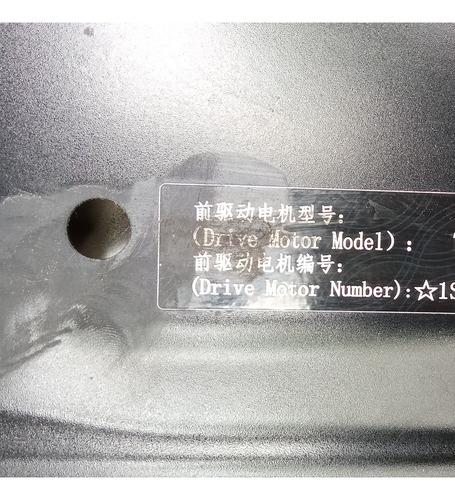 前驱动电机型号：
(Drive Motor Model)：
前驱动电机编号：
(Drive Motor Number):☆1S